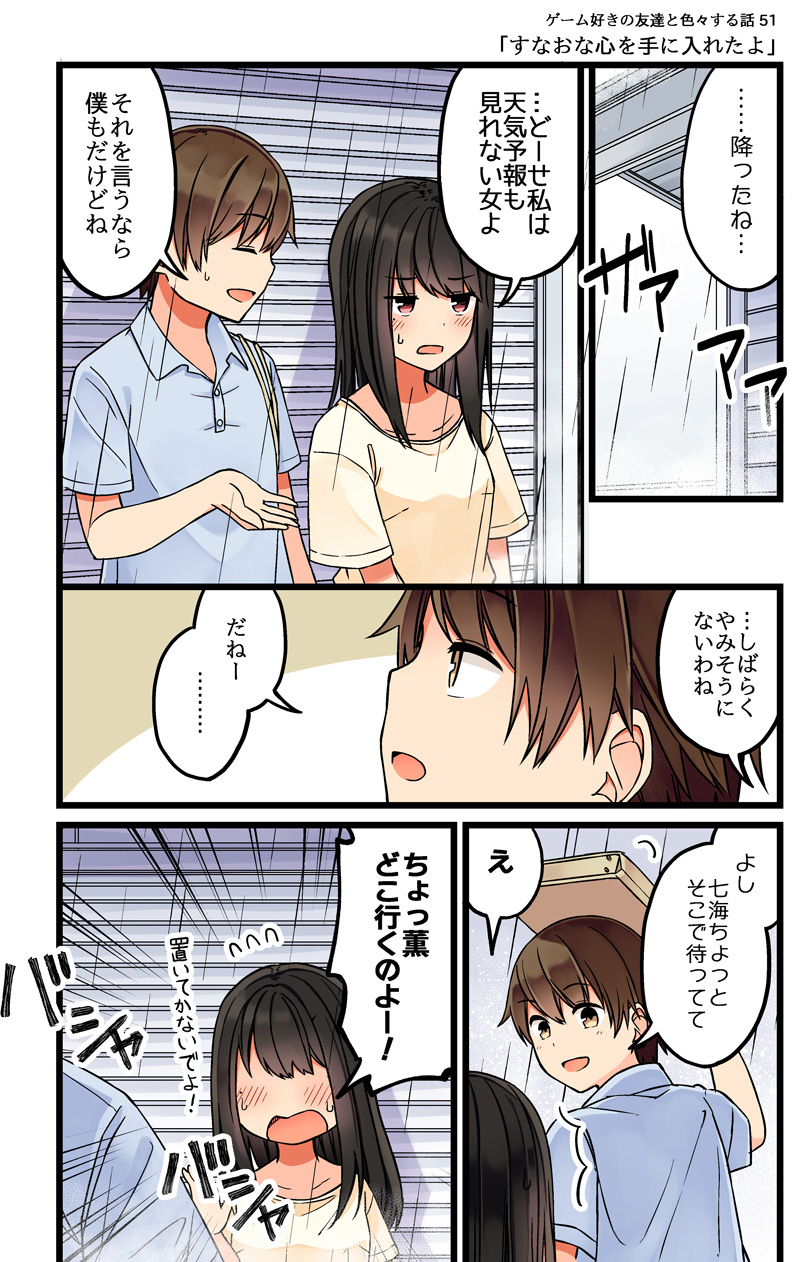 ゲーム好きの友達と色々する話 51
「すなおな心を手に入れたよ」
……降ったね…
ザァ
アァ
…どーせ私は
天気予報も
見れない女よ
それを言うなら
僕もだけどね
…しばらく
やみそうに
ないわね
だねー
………
よし
七海ちょっと
そこで待ってて
え
ちょっ薫
どこ行くのよー！
置いてかないでよ！
バシャ
バシャ